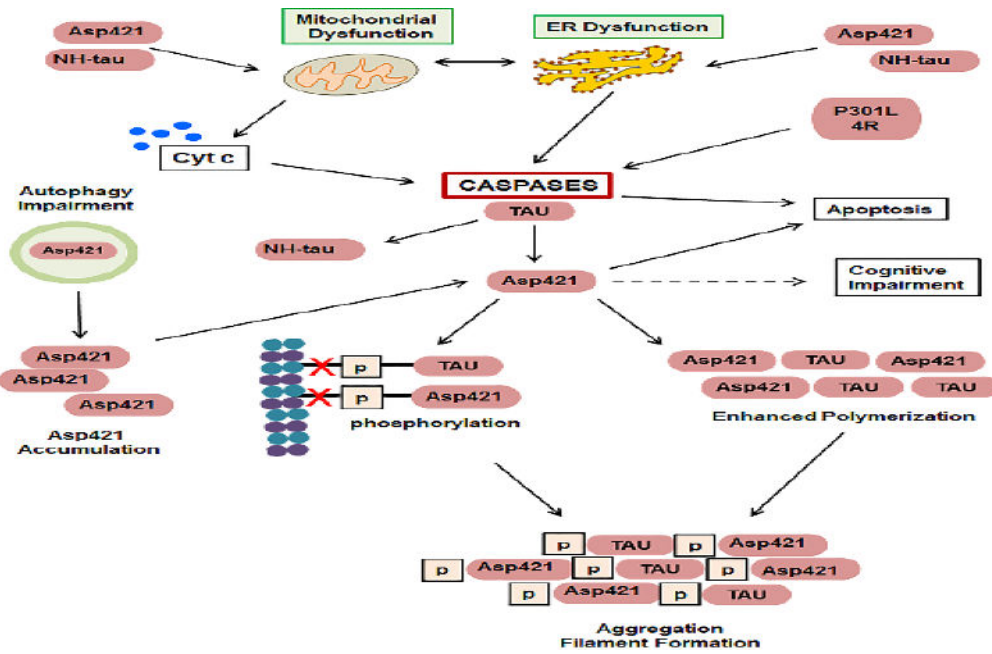 Mitochondrial
Dysfunction
ER Dysfunction
Asp421
NH-tau
Asp421
NH-tau
P301L
4R
Cyt c
CASPASES
TAU
Apoptosis
Autophagy
Impairment
Asp421
NH-tau
Asp421
Cognitive
Impairment
Asp421
Asp421
Asp421
Asp421
Accumulation
p
TAU
p
Asp421
phosphorylation
Asp421
TAU
Asp421
Asp421
TAU
TAU
Enhanced Polymerization
p
TAU
p
Asp421
p
Asp421
p
TAU
p
Asp421
p
Asp421
p
TAU
Aggregation
Filament Formation